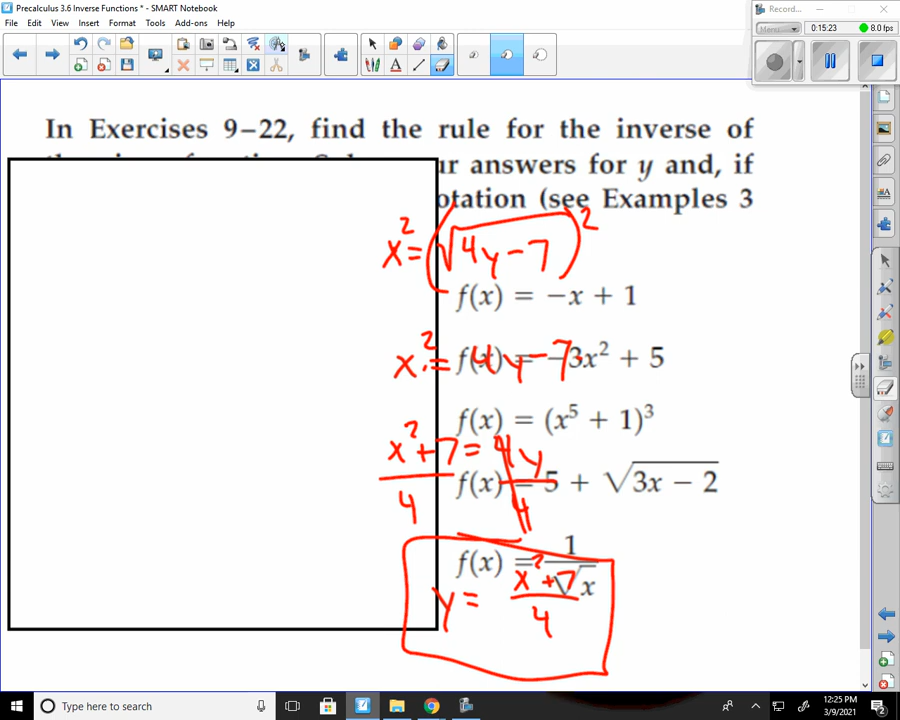 Precalculus 3.6 Inverse Functions * - SMART Notebook
Record...
File Edit View Insert Format Tools Add-ons Help
Menu
0:15:23
8.0 fps
In Exercises 9–22, find the rule for the inverse of
ur answers for y and, if
otation (see Examples 3
x² = (√4y-7)²
f(x) = −x + 1
x² = 4y-7
f(x) = −3x² + 5
f(x) = (x⁵ + 1)³
x²+7 = 4y
4 4
f(x) = 5 + √3x − 2
f(x) = 1/√x
y = x²+7
4
Type here to search
12:25 PM
3/9/2021
2